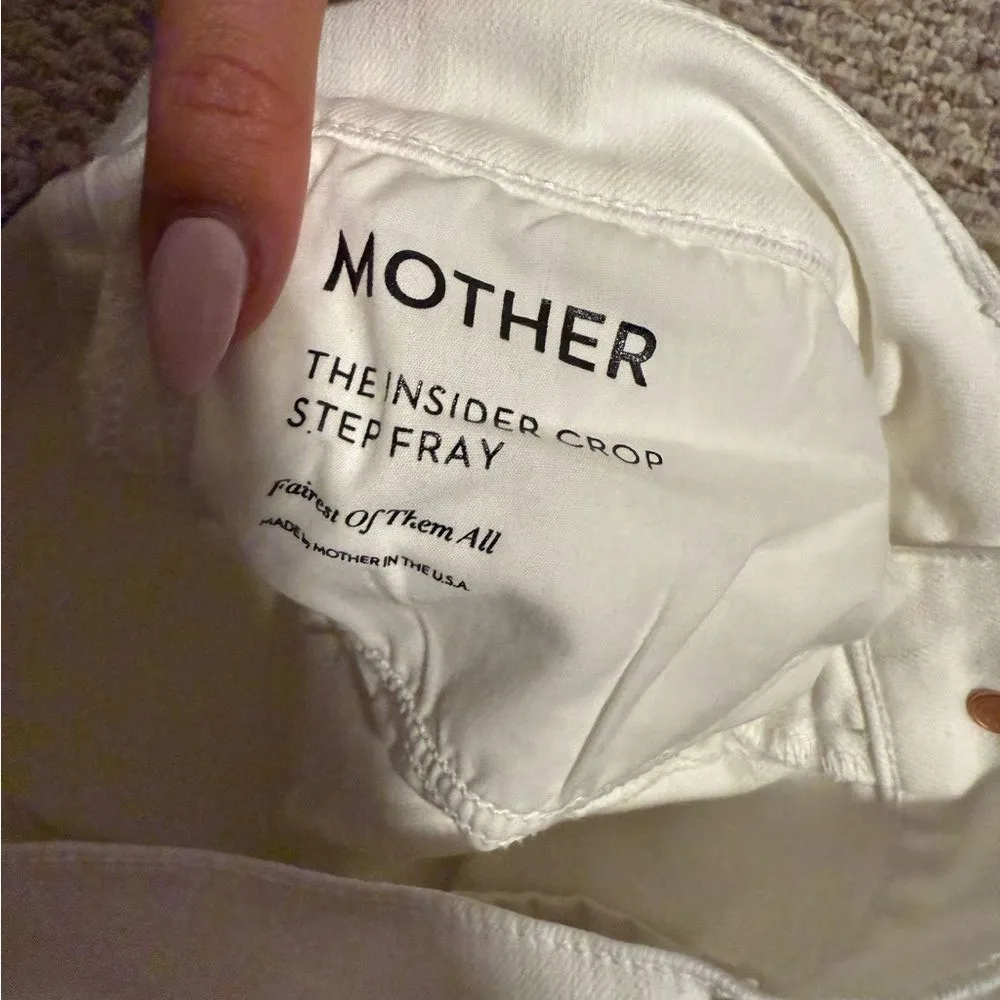 MOTHER
THE INSIDER CROP
STEP FRAY
Fairest Of Them All
MADE by MOTHER IN THE U.S.A.